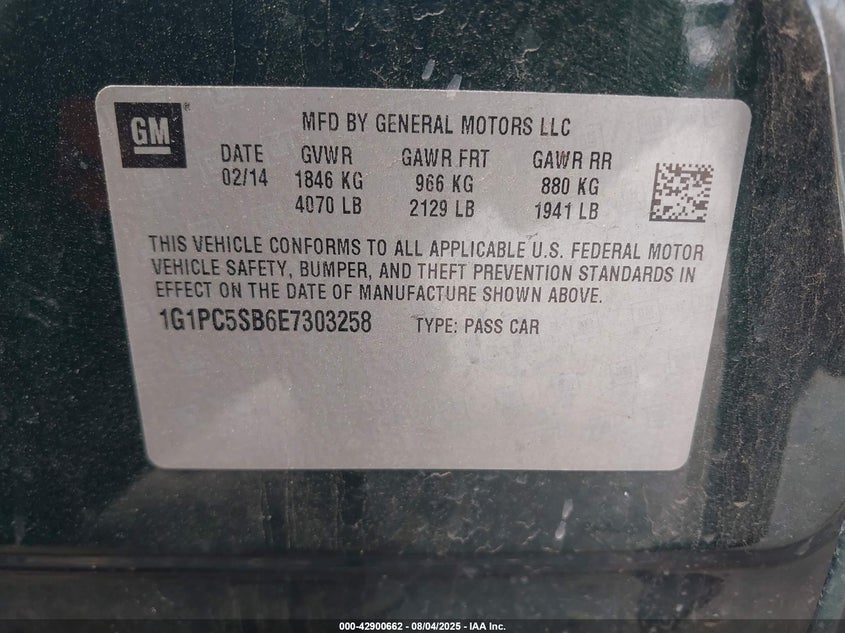 GM ®
MFD BY GENERAL MOTORS LLC
DATE GVWR GAWR FRT GAWR RR
02/14 1846 KG 966 KG 880 KG
4070 LB 2129 LB 1941 LB
THIS VEHICLE CONFORMS TO ALL APPLICABLE U.S. FEDERAL MOTOR
VEHICLE SAFETY, BUMPER, AND THEFT PREVENTION STANDARDS IN
EFFECT ON THE DATE OF MANUFACTURE SHOWN ABOVE.
1G1PC5SB6E7303258 TYPE: PASS CAR
000-42900662 - 08/04/2025 - IAA Inc.